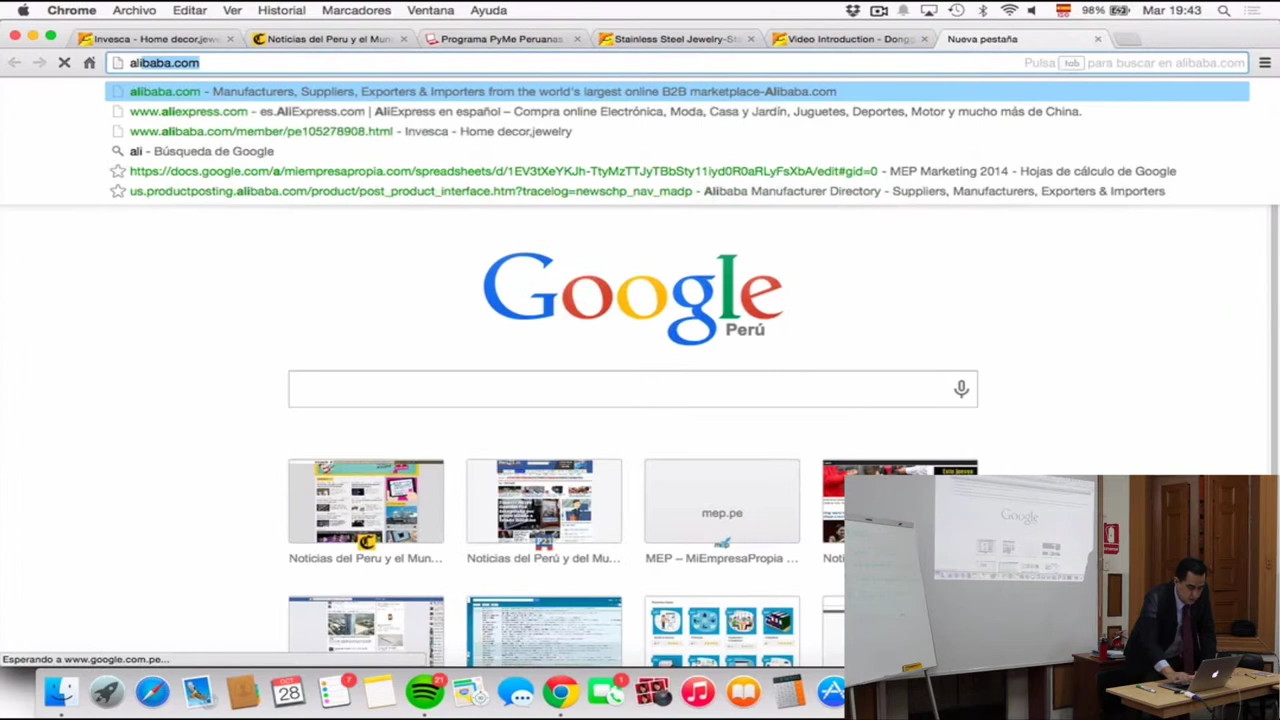 Chrome Archivo Editar Ver Historial Marcadores Ventana Ayuda 98% Mar 19:43
Invesca - Home decor,jewe
Noticias del Peru y el Mun
Programa PyMe Peruanas
Stainless Steel Jewelry-St
Video Introduction - Dongg
Nueva pestaña
alibaba.com Pulsa tab para buscar en alibaba.com
alibaba.com - Manufacturers, Suppliers, Exporters & Importers from the world's largest online B2B marketplace-Alibaba.com
www.aliexpress.com - es.AliExpress.com | AliExpress en español – Compra online Electrónica, Moda, Casa y Jardín, Juguetes, Deportes, Motor y mucho más de China.
www.alibaba.com/member/pe105278908.html - Invesca - Home decor,jewelry
ali - Búsqueda de Google
https://docs.google.com/a/miempresapropia.com/spreadsheets/d/1EV3tXeYKJh-TtyMzTTJyTBbSty11iyd0R0aRLyFsXbA/edit#gid=0 - MEP Marketing 2014 - Hojas de cálculo de Google
us.productposting.alibaba.com/product/post_product_interface.htm?tracelog=newschp_nav_madp - Alibaba Manufacturer Directory - Suppliers, Manufacturers, Exporters & Importers
Google
Perú
mep.pe
Noticias del Perú y el Mun...
Noticias del Perú y del Mu...
MEP – MiEmpresaPropia ...
Esperando a www.google.com.pe...
OCT
28
7
21
1
Google